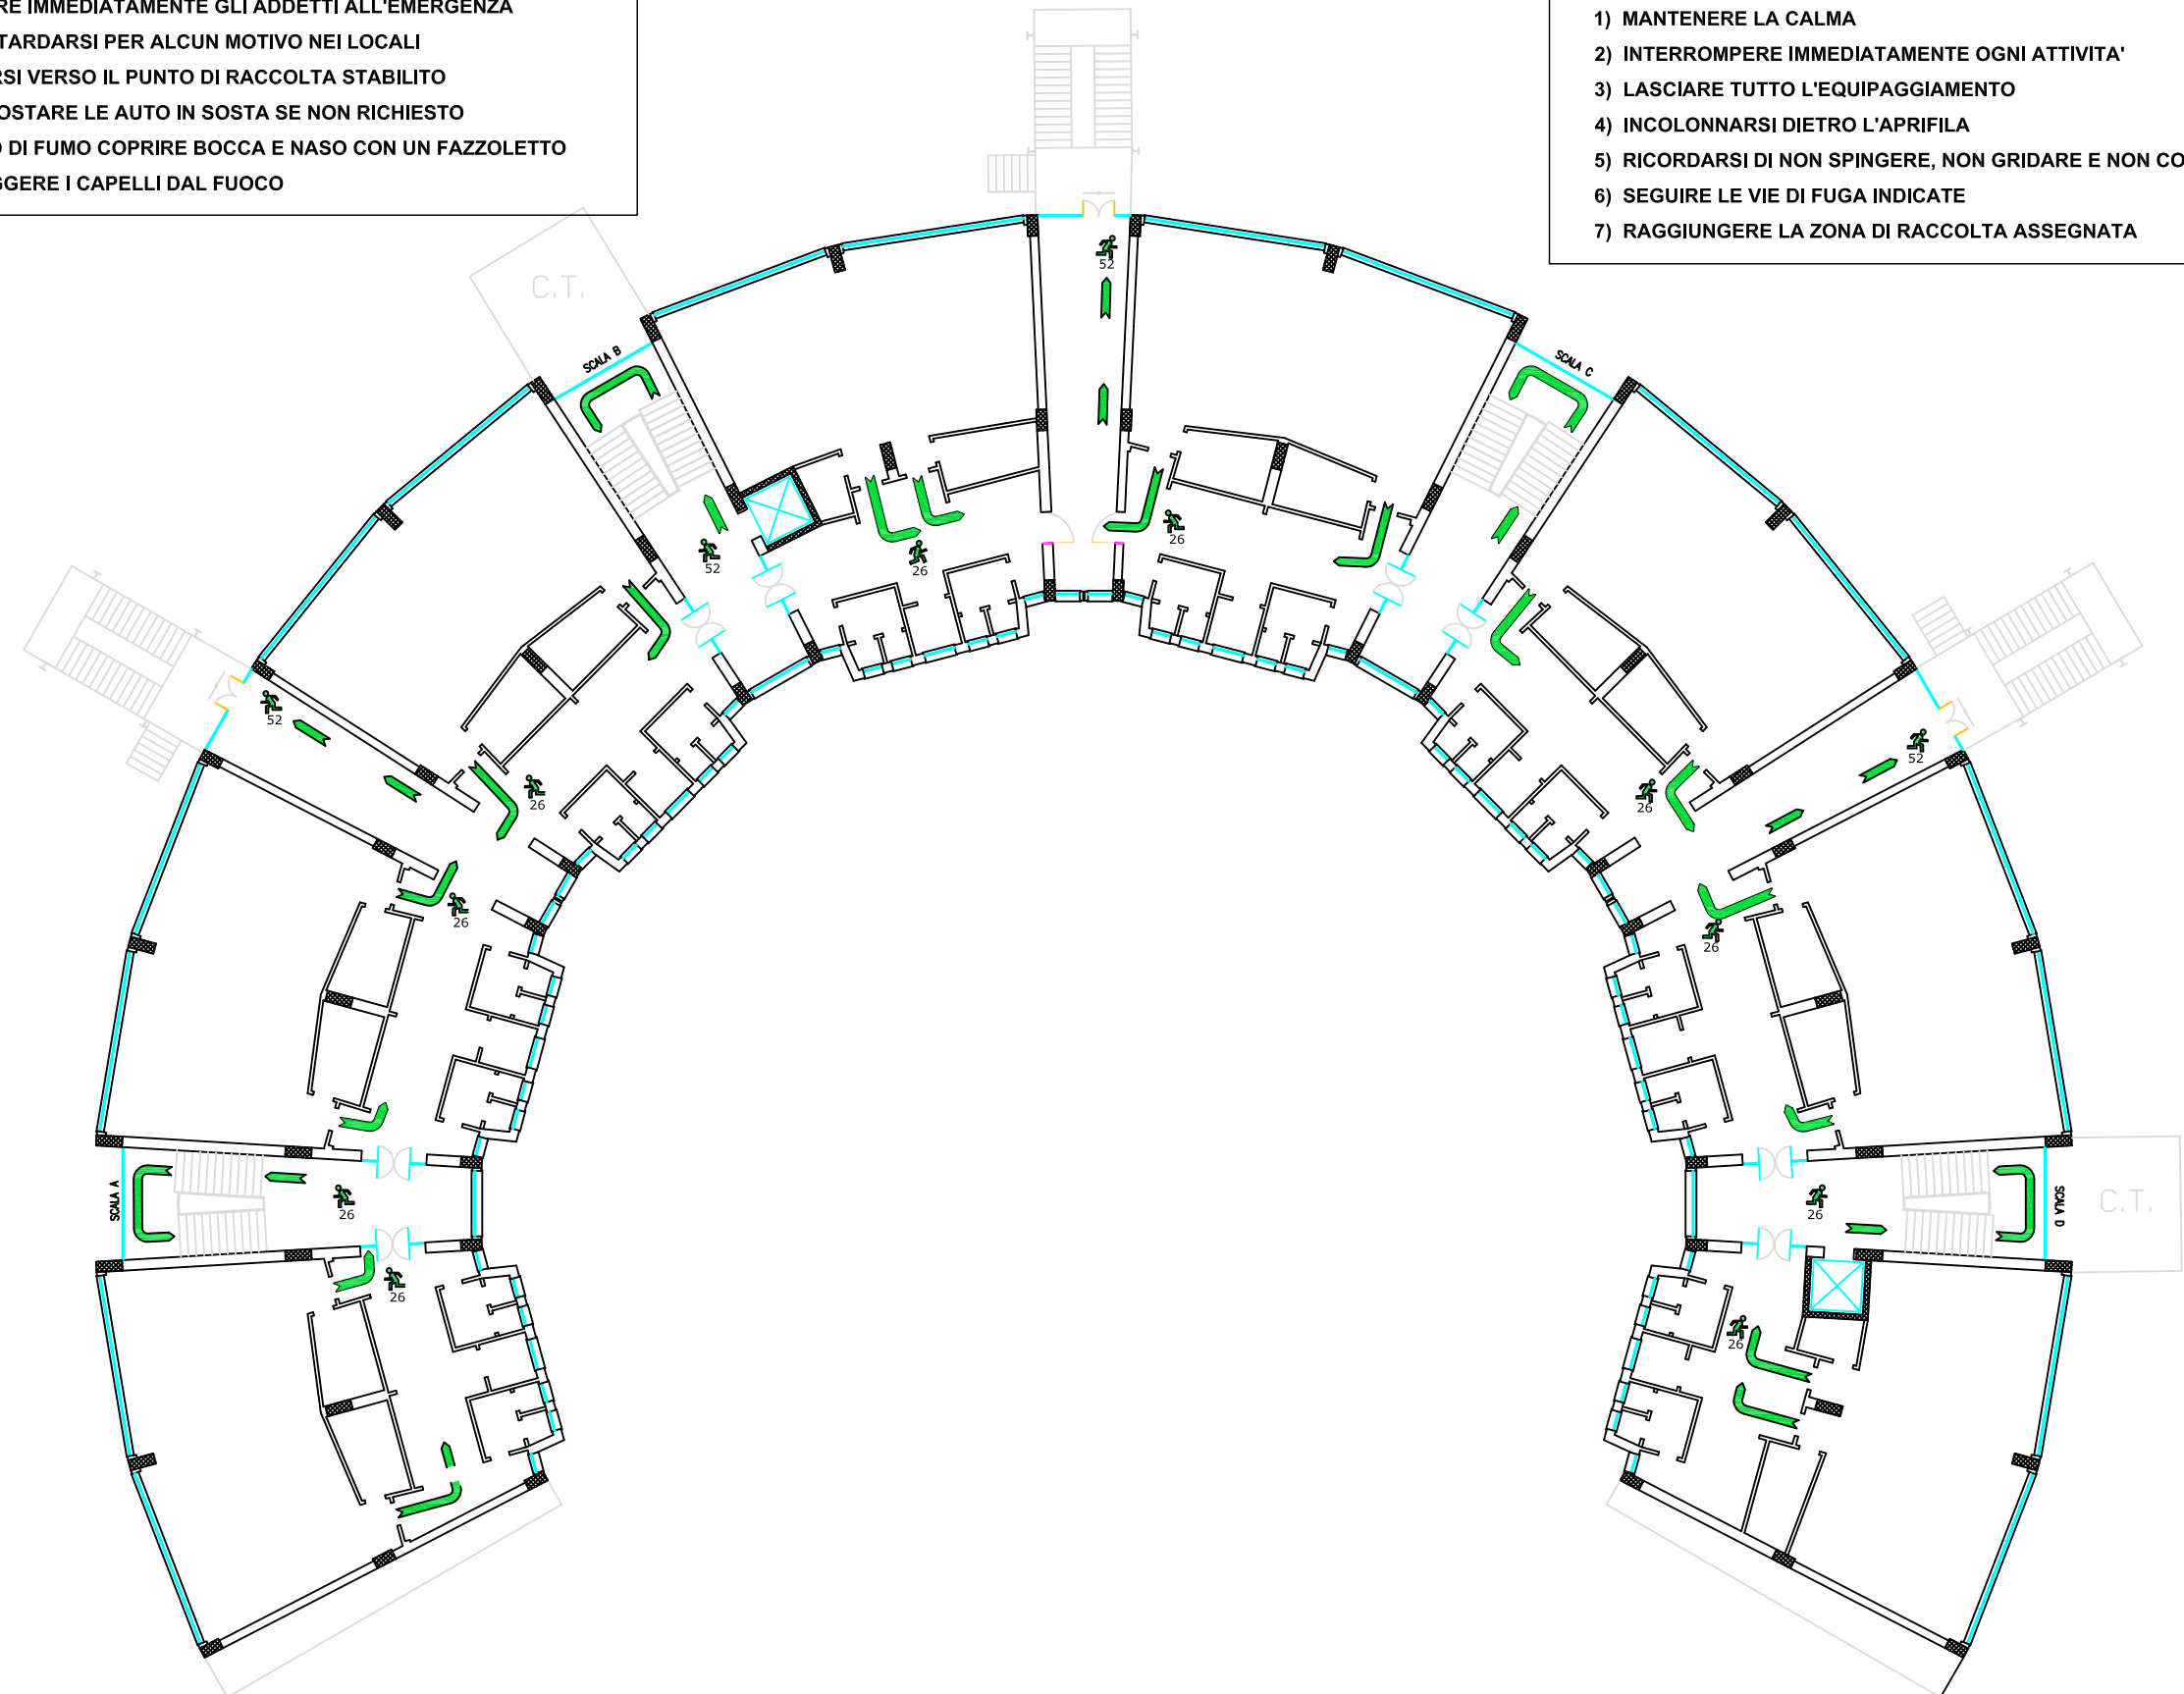 RE IMMEDIATAMENTE GLI ADDETTI ALL'EMERGENZA
TARDARSI PER ALCUN MOTIVO NEI LOCALI
RSI VERSO IL PUNTO DI RACCOLTA STABILITO
OSTARE LE AUTO IN SOSTA SE NON RICHIESTO
O DI FUMO COPRIRE BOCCA E NASO CON UN FAZZOLETTO
GGERE I CAPELLI DAL FUOCO
1) MANTENERE LA CALMA
2) INTERROMPERE IMMEDIATAMENTE OGNI ATTIVITA'
3) LASCIARE TUTTO L'EQUIPAGGIAMENTO
4) INCOLONNARSI DIETRO L'APRIFILA
5) RICORDARSI DI NON SPINGERE, NON GRIDARE E NON CO
6) SEGUIRE LE VIE DI FUGA INDICATE
7) RAGGIUNGERE LA ZONA DI RACCOLTA ASSEGNATA
52
C.T.
SCALA B
SCALA C
26
52
26
52
52
26
26
26
26
SCALA A
26
26
SCALA D
C.T.
26
26